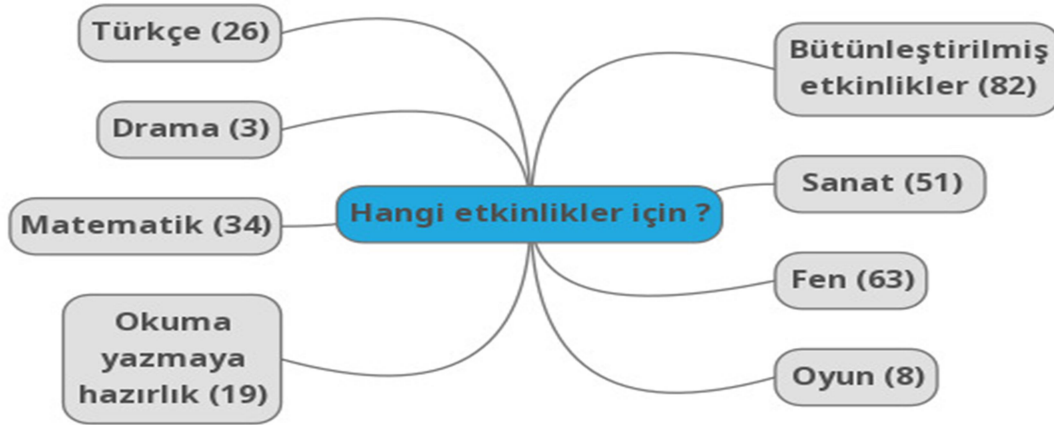 Türkçe (26)
Drama (3)
Matematik (34)
Okuma
yazmaya
hazırlık (19)
Hangi etkinlikler için ?
Bütünleştirilmiş
etkinlikler (82)
Sanat (51)
Fen (63)
Oyun (8)